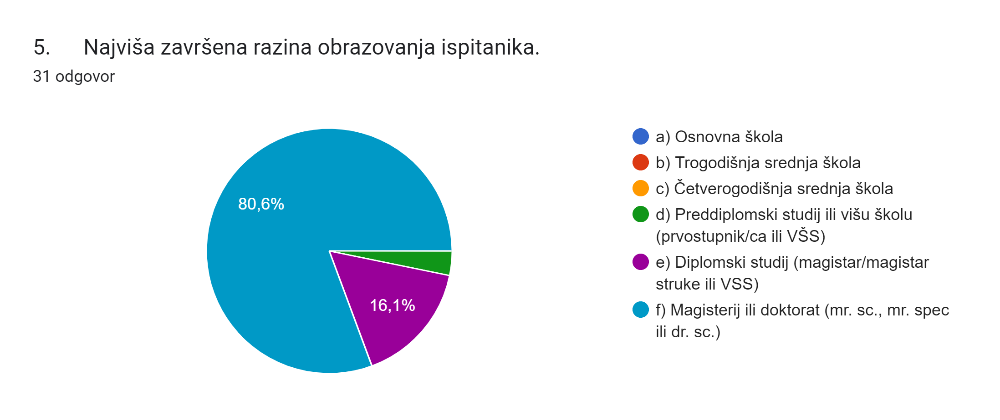 5. Najviša završena razina obrazovanja ispitanika.
31 odgovor
80,6%
16,1%
a) Osnovna škola
b) Trogodišnja srednja škola
c) Četverogodišnja srednja škola
d) Preddiplomski studij ili višu školu
(prvostupnik/ca ili VŠS)
e) Diplomski studij (magistar/magistar
struke ili VSS)
f) Magisterij ili doktorat (mr. sc., mr. spec
ili dr. sc.)